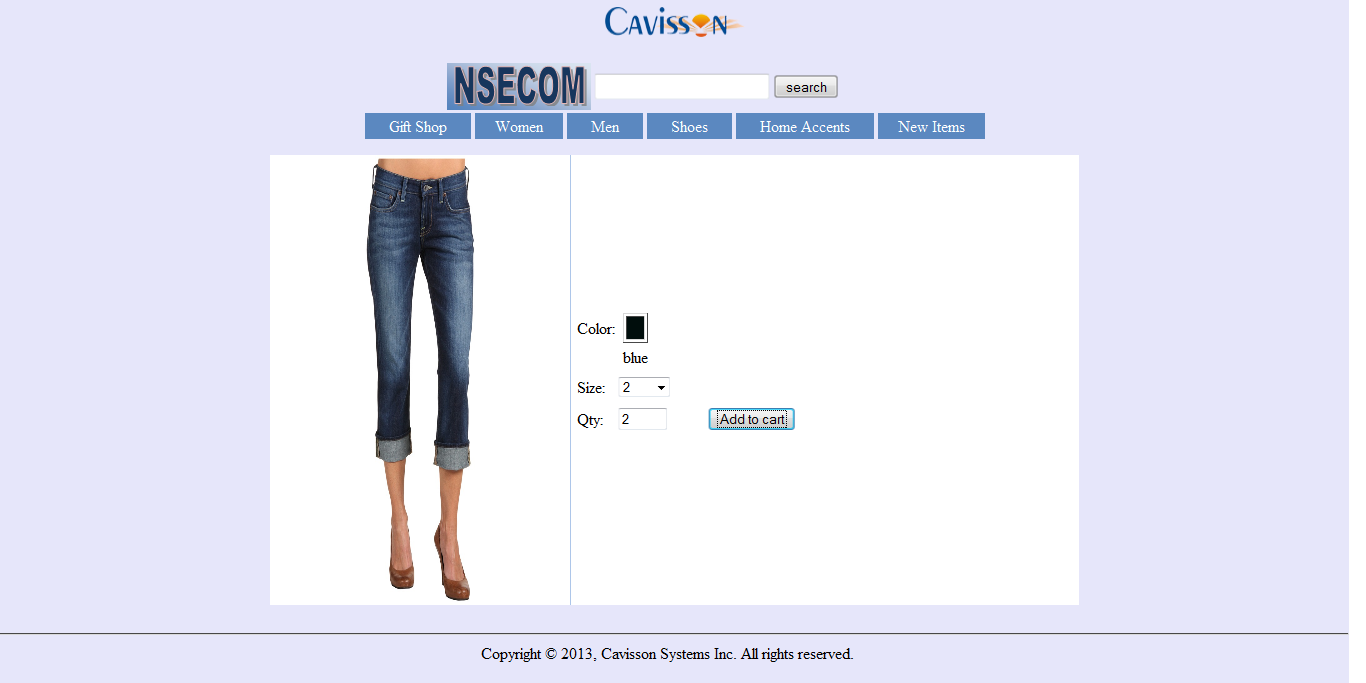 CAVISSON
NSECOM search
Gift Shop Women Men Shoes Home Accents New Items
Color:
blue
Size: 2
Qty: 2 Add to cart
Copyright © 2013, Cavisson Systems Inc. All rights reserved.